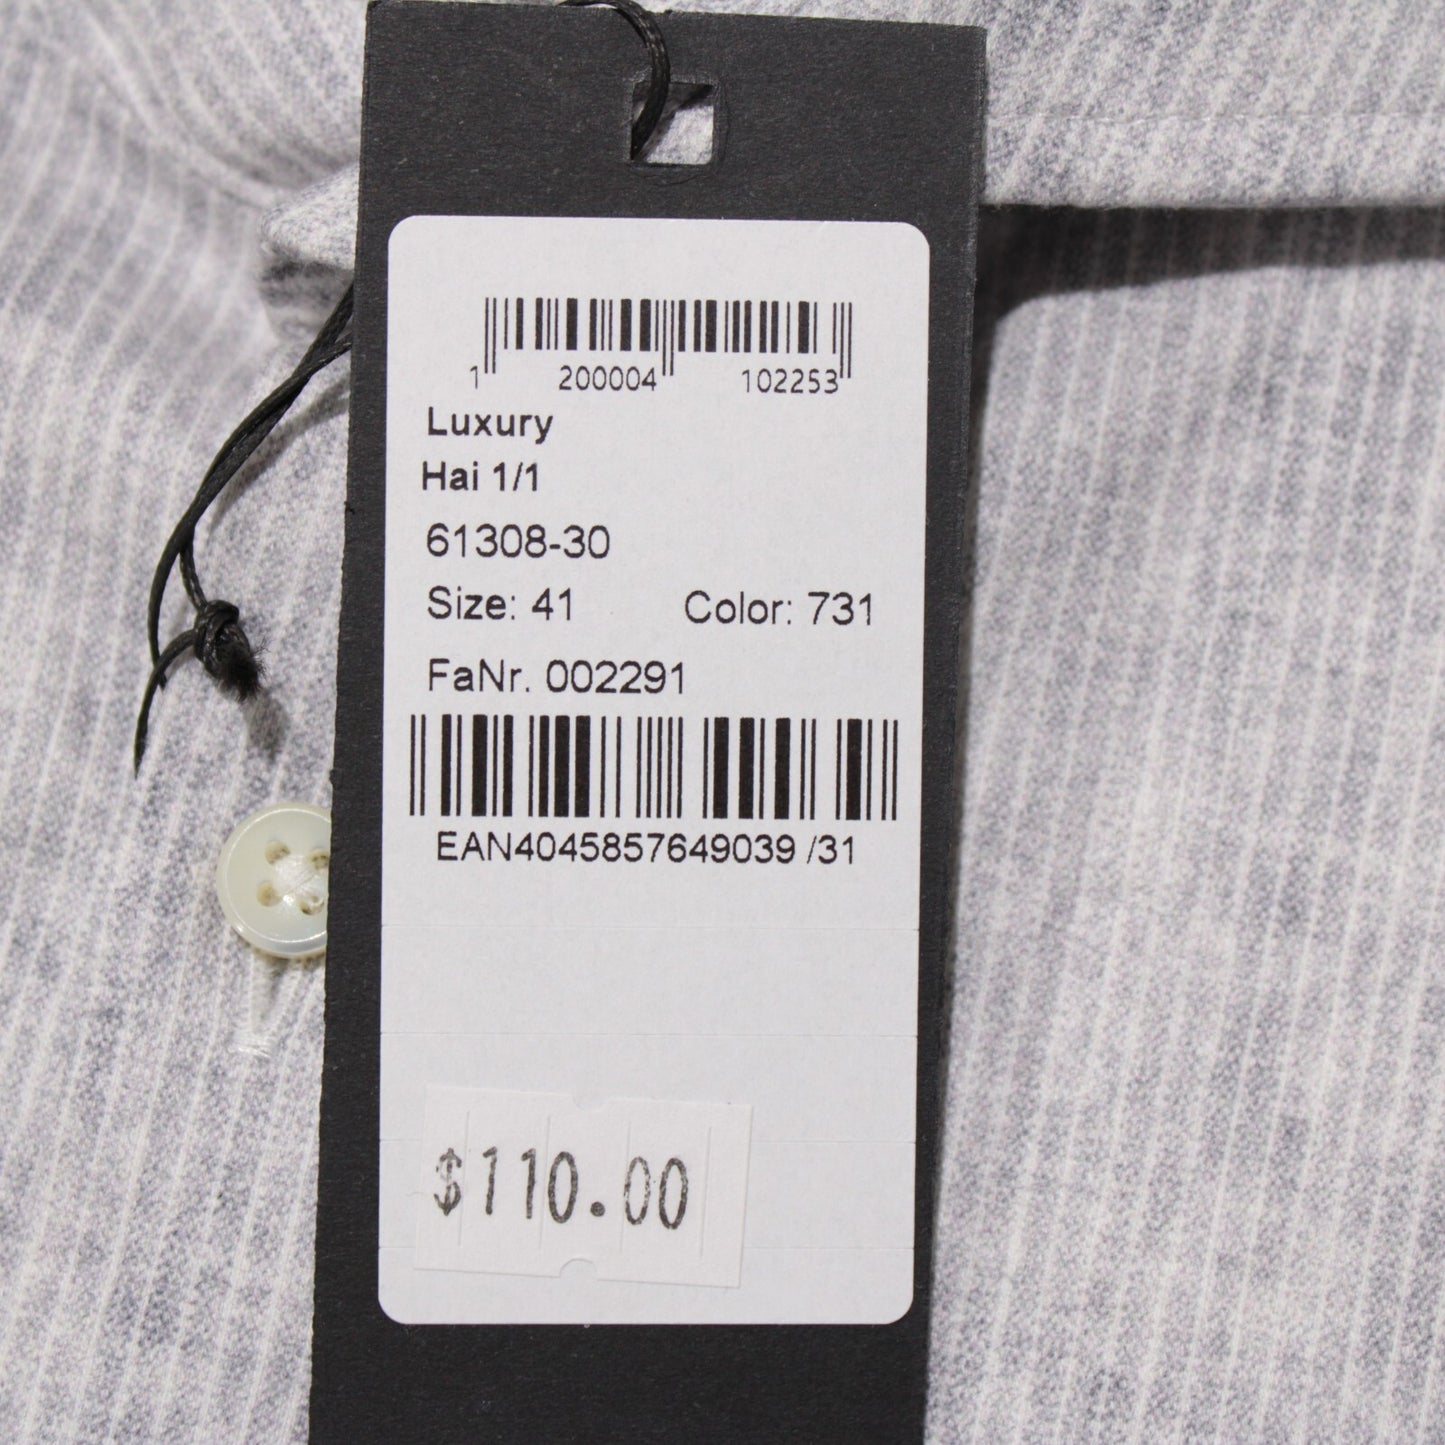 1 200004 102253
Luxury
Hai 1/1
61308-30
Size: 41 Color: 731
FaNr. 002291
EAN4045857649039 /31
$110.00